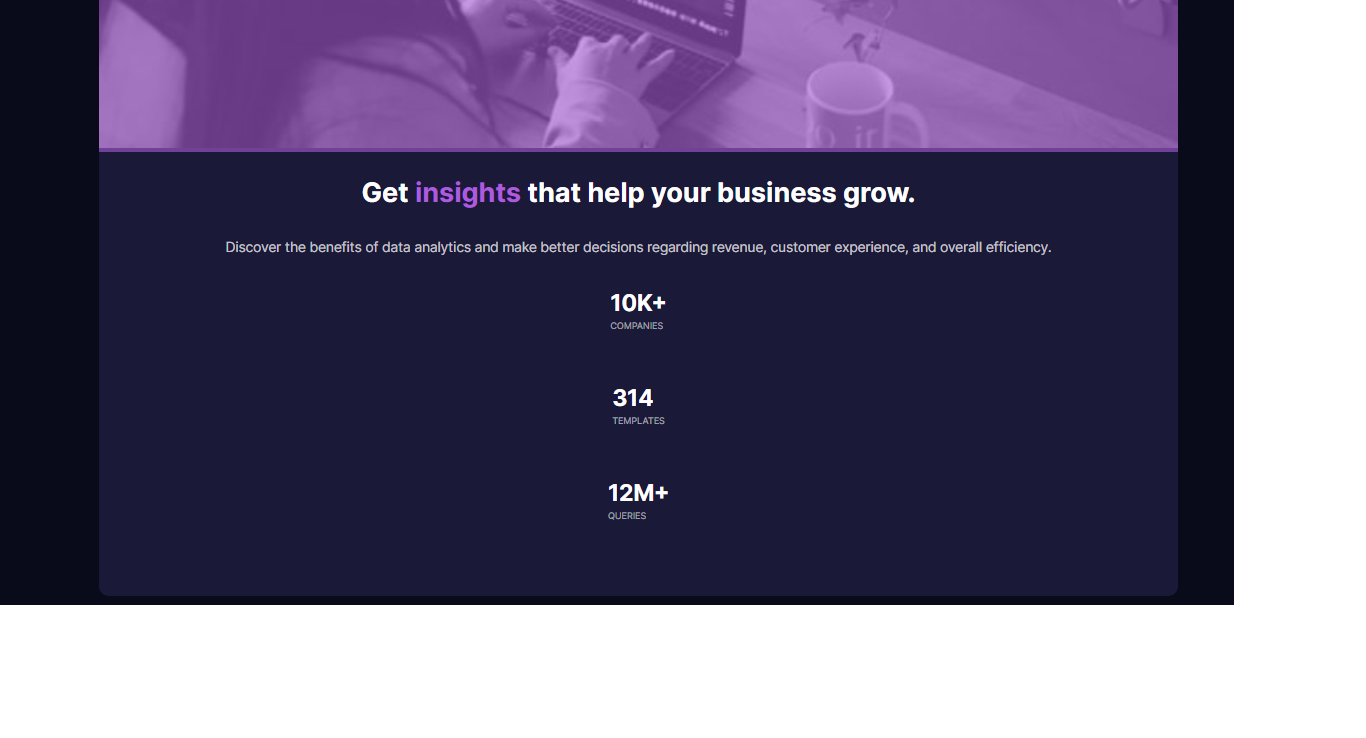 Get insights that help your business grow.
Discover the benefits of data analytics and make better decisions regarding revenue, customer experience, and overall efficiency.
10K+
COMPANIES
314
TEMPLATES
12M+
QUERIES